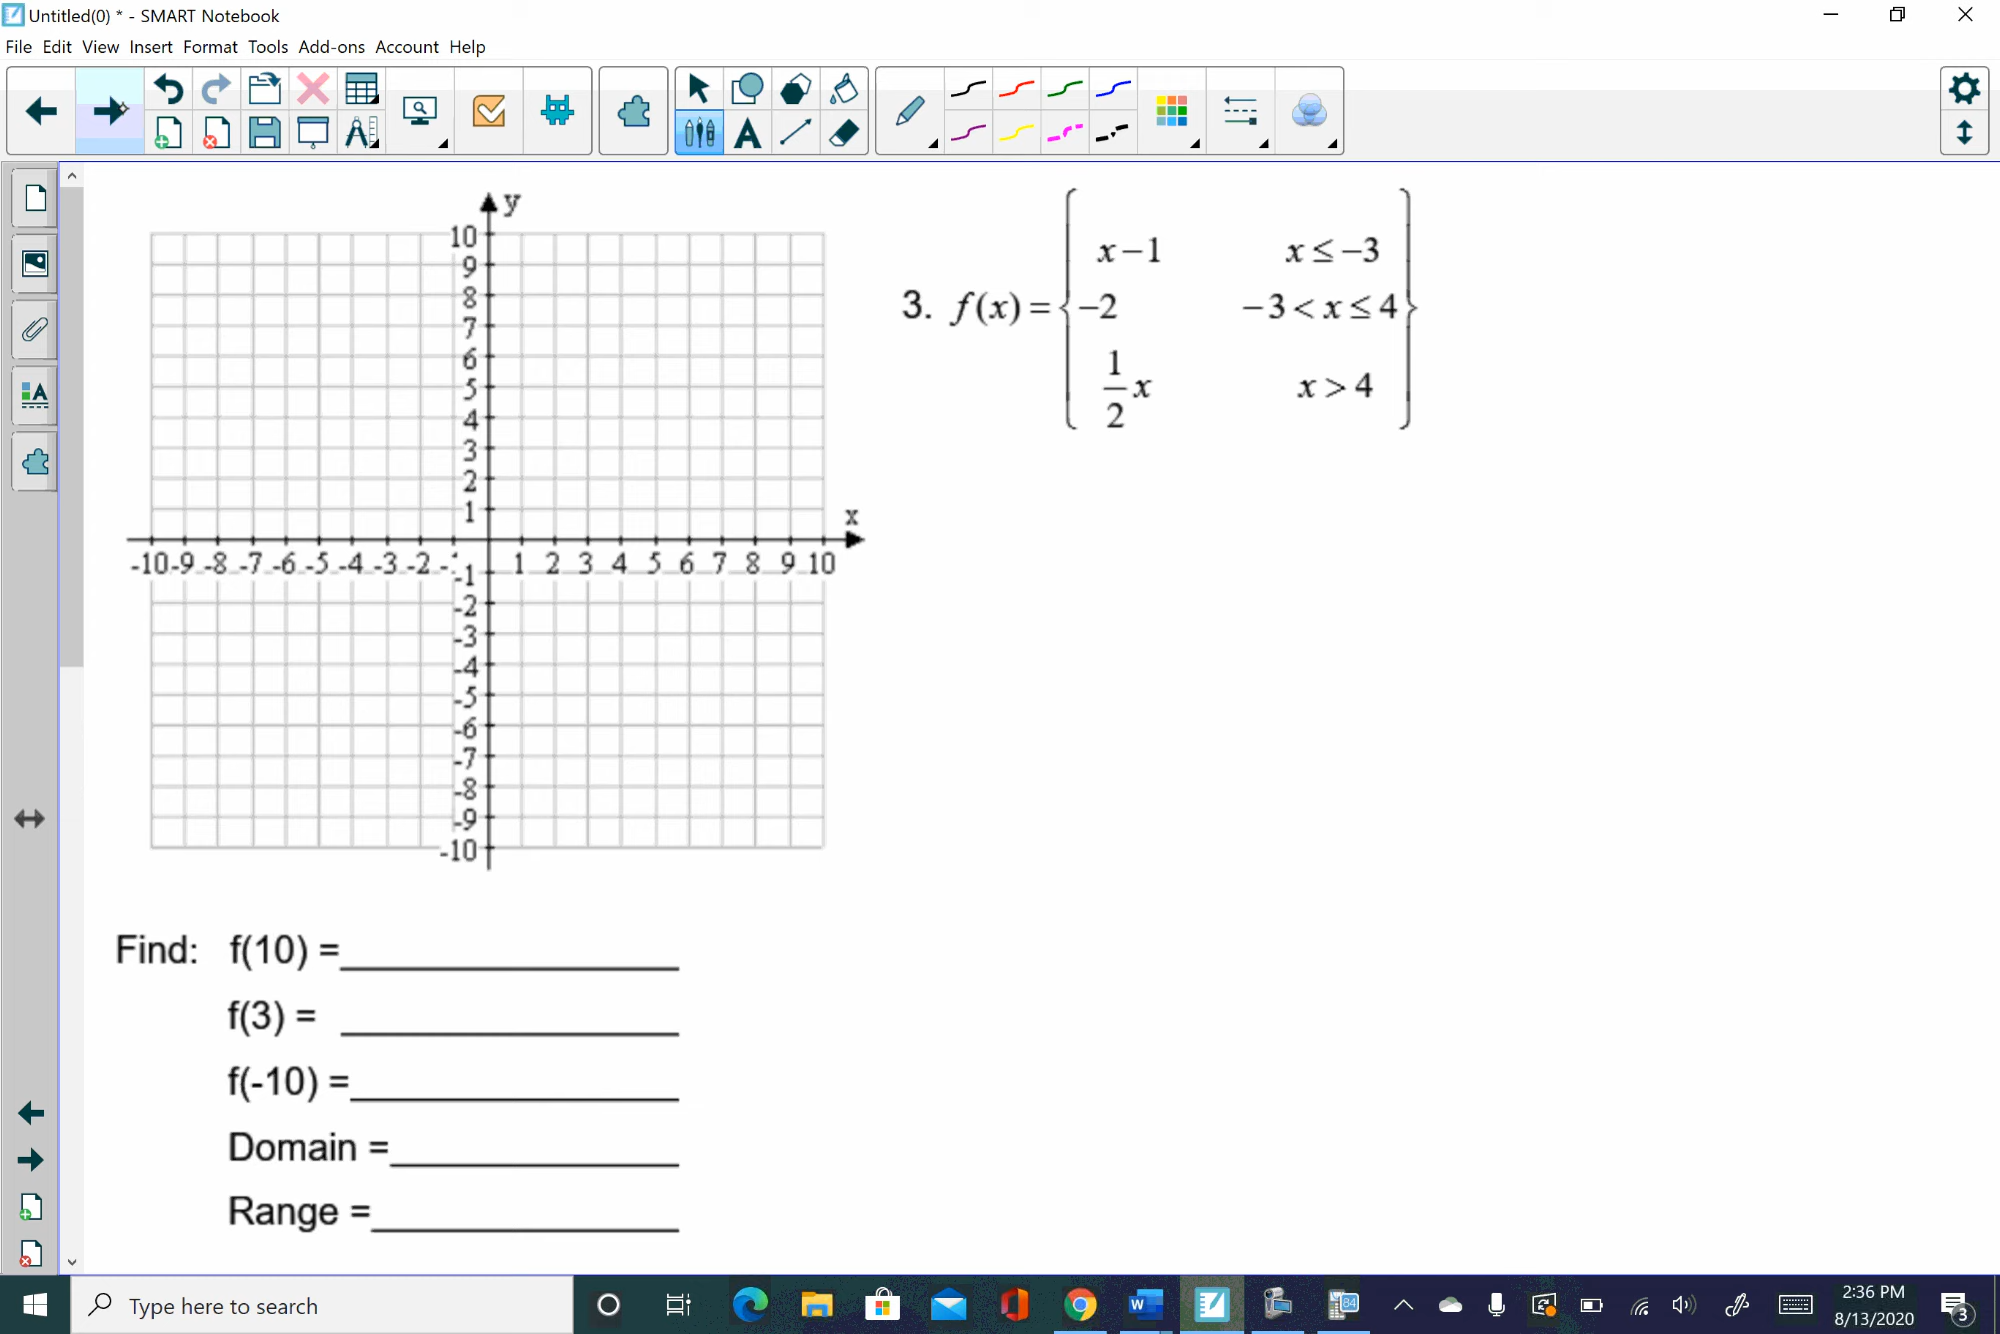 Untitled(0) * - SMART Notebook
File Edit View Insert Format Tools Add-ons Account Help
y
10
9
8
7
6
5
4
3
2
1
x
-10 -9 -8 -7 -6 -5 -4 -3 -2 - 1 2 3 4 5 6 7 8 9 10
-1
-2
-3
-4
-5
-6
-7
-8
-9
-10
x−1 x≤−3
3. f(x)= −2 −3<x≤4
1/2 x x>4
Find: f(10) =
f(3) =
f(-10) =
Domain =
Range =
Type here to search
84
2:36 PM
8/13/2020
3